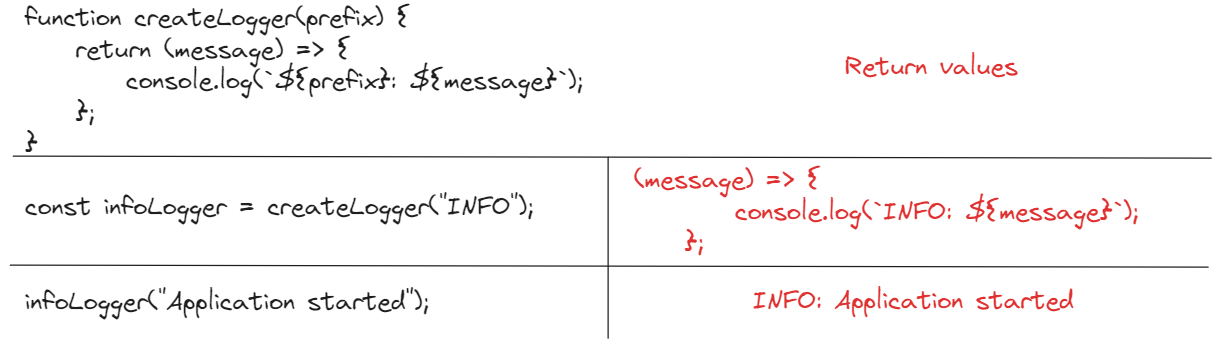 function createLogger(prefix) {
return (message) => {
console.log(`${prefix}: ${message}`);
};
}
Return values
const infoLogger = createLogger("INFO");
(message) => {
console.log(`INFO: ${message}`);
};
infoLogger("Application started");
INFO: Application started